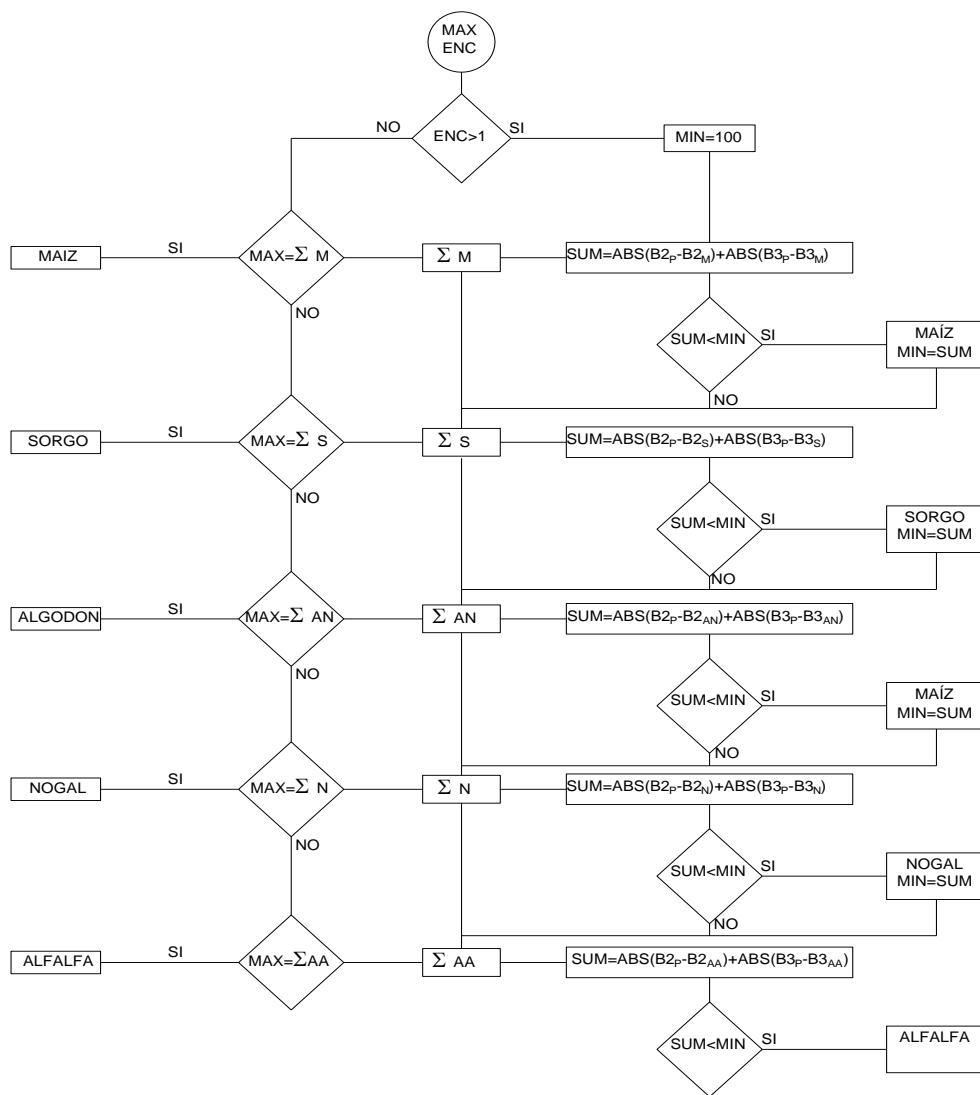 MAX
ENC
NO
ENC>1
SI
MIN=100
MAIZ
SI
MAX=Σ M
Σ M
SUM=ABS(B2P-B2M)+ABS(B3P-B3M)
NO
SUM<MIN
SI
MAÍZ
MIN=SUM
NO
SORGO
SI
MAX=Σ S
Σ S
SUM=ABS(B2P-B2S)+ABS(B3P-B3S)
NO
SUM<MIN
SI
SORGO
MIN=SUM
NO
ALGODON
SI
MAX=Σ AN
Σ AN
SUM=ABS(B2P-B2AN)+ABS(B3P-B3AN)
NO
SUM<MIN
SI
MAÍZ
MIN=SUM
NO
NOGAL
SI
MAX=Σ N
Σ N
SUM=ABS(B2P-B2N)+ABS(B3P-B3N)
NO
SUM<MIN
SI
NOGAL
MIN=SUM
NO
ALFALFA
SI
MAX=ΣAA
Σ AA
SUM=ABS(B2P-B2AA)+ABS(B3P-B3AA)
SUM<MIN
SI
ALFALFA